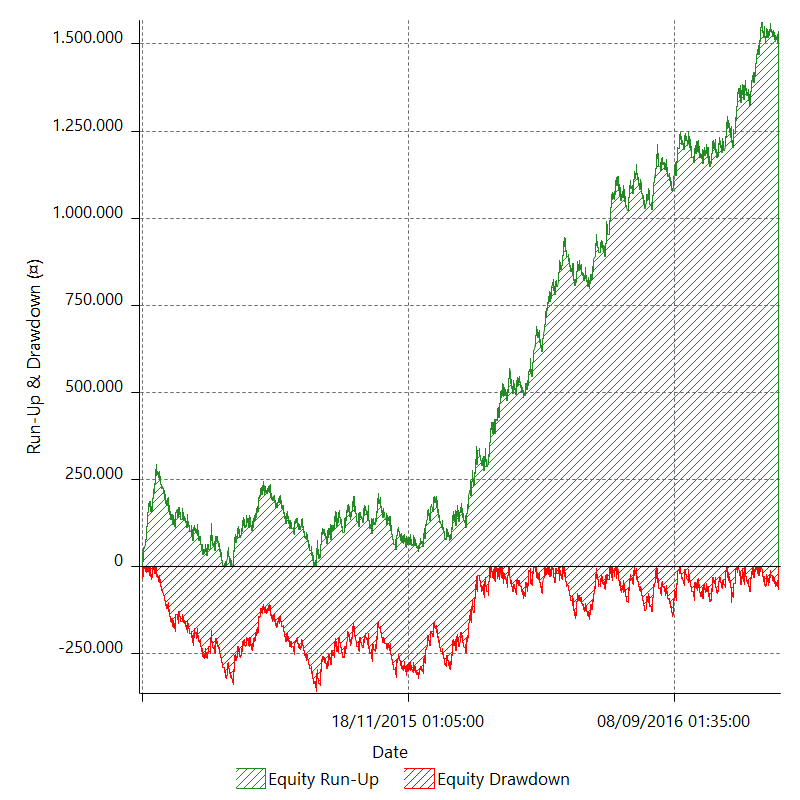 1.500.000
1.250.000
1.000.000
750.000
500.000
250.000
0
-250.000
Run-Up & Drawdown (¤)
18/11/2015 01:05:00 08/09/2016 01:35:00
Date
Equity Run-Up Equity Drawdown